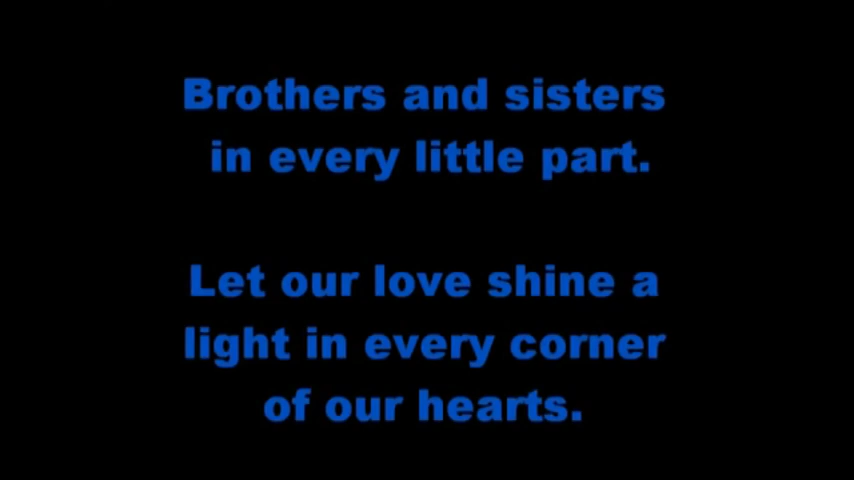 Brothers and sisters
in every little part.
Let our love shine a
light in every corner
of our hearts.